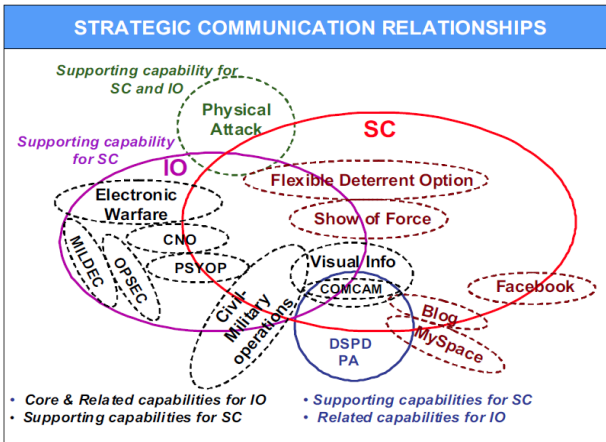 STRATEGIC COMMUNICATION RELATIONSHIPS
Supporting capability for
SC and IO
Physical
Attack
SC
Supporting capability
for SC
IO
Flexible Deterrent Option
Electronic
Warfare
Show of Force
CNO
MILDEC
OPSEC
PSYOP
Visual Info
COMCAM
Civil-
Military
operations
Facebook
Blog
MySpace
DSPD
PA
• Core & Related capabilities for IO
• Supporting capabilities for SC
• Supporting capabilities for SC
• Related capabilities for IO